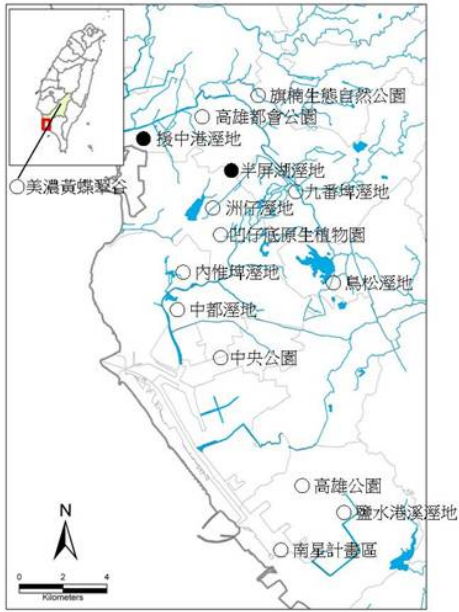 旗楠生態自然公園
高雄都會公園
援中港溼地
半屏湖溼地
美濃黃蝶翠谷
九番埤溼地
洲仔溼地
凹仔底原生植物園
內惟埤溼地
鳥松溼地
中都溼地
中央公園
高雄公園
鹽水港溪溼地
南星計畫區
N
0 2 4
Kilometers